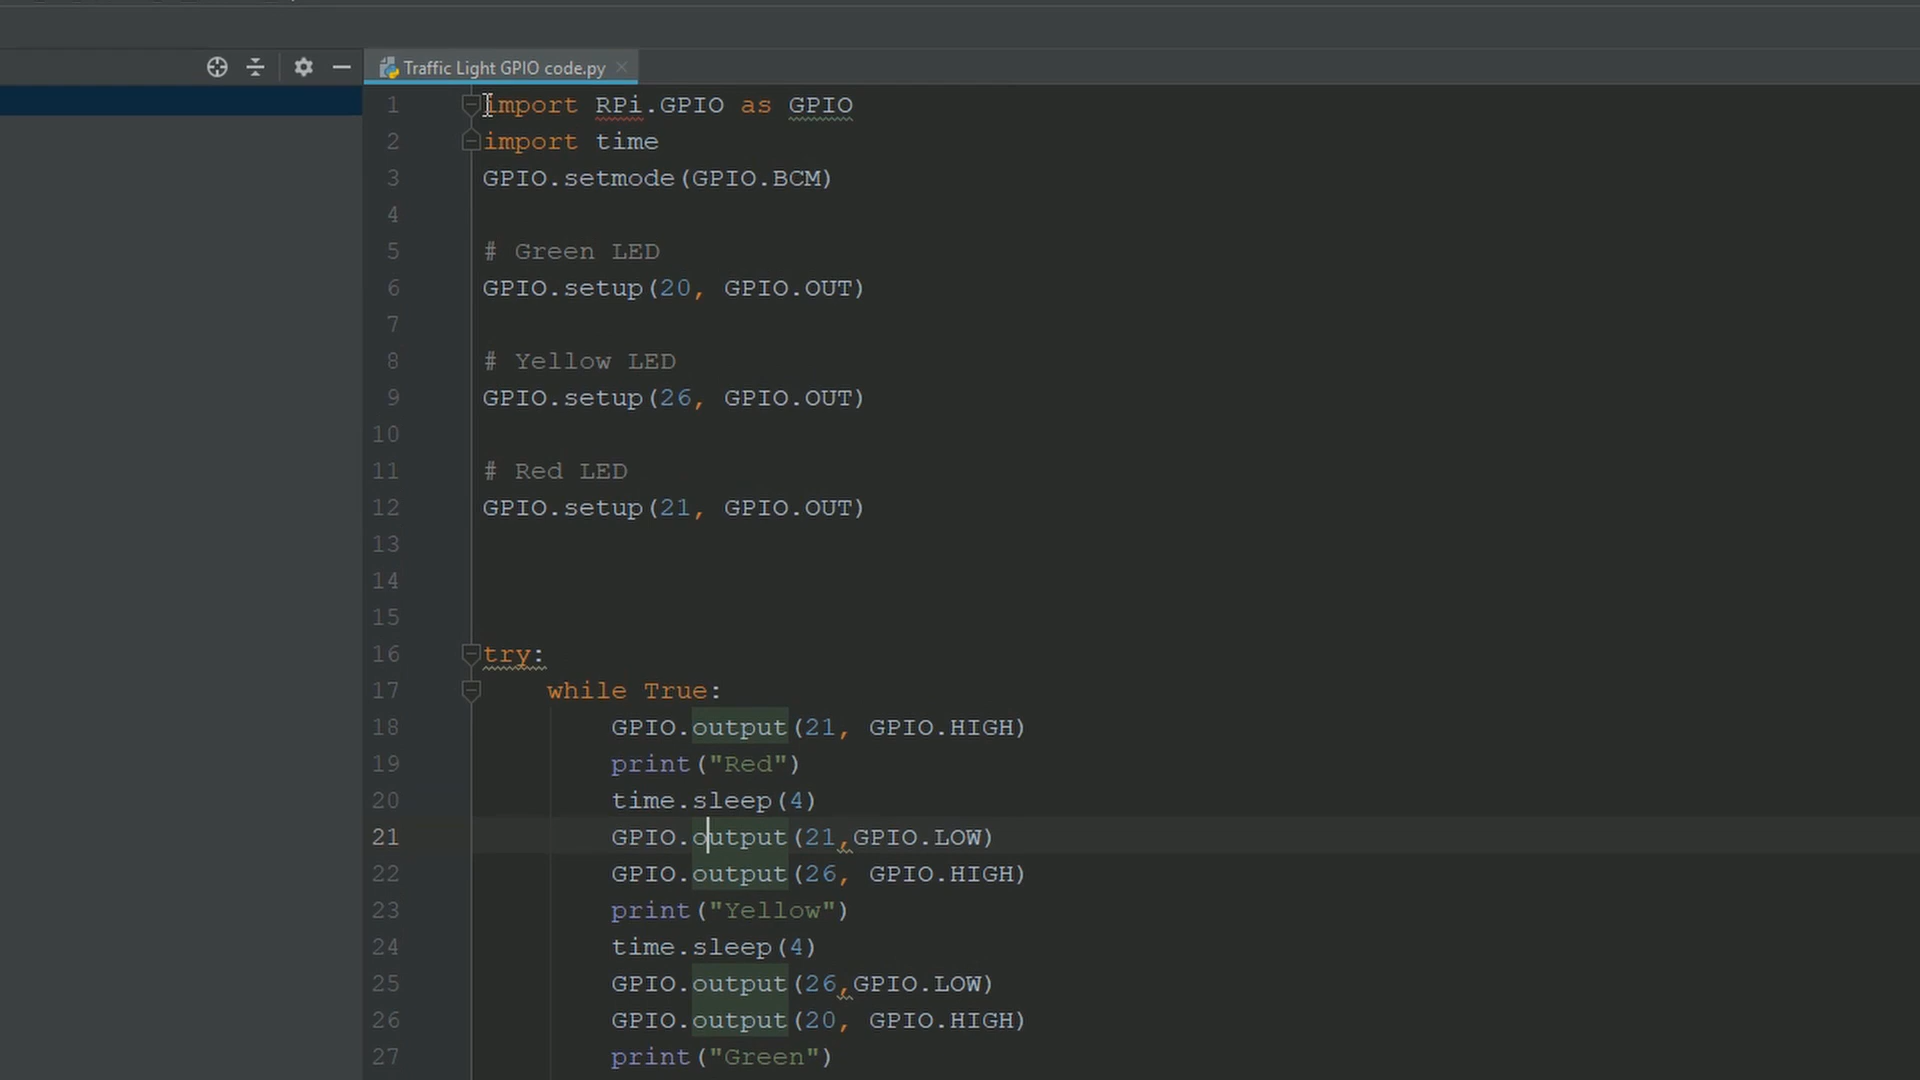 Traffic Light GPIO code.py
1 import RPi.GPIO as GPIO
2 import time
3 GPIO.setmode(GPIO.BCM)
4
5 # Green LED
6 GPIO.setup(20, GPIO.OUT)
7
8 # Yellow LED
9 GPIO.setup(26, GPIO.OUT)
10
11 # Red LED
12 GPIO.setup(21, GPIO.OUT)
13
14
15
16 try:
17     while True:
18         GPIO.output(21, GPIO.HIGH)
19         print("Red")
20         time.sleep(4)
21         GPIO.output(21,GPIO.LOW)
22         GPIO.output(26, GPIO.HIGH)
23         print("Yellow")
24         time.sleep(4)
25         GPIO.output(26,GPIO.LOW)
26         GPIO.output(20, GPIO.HIGH)
27         print("Green")